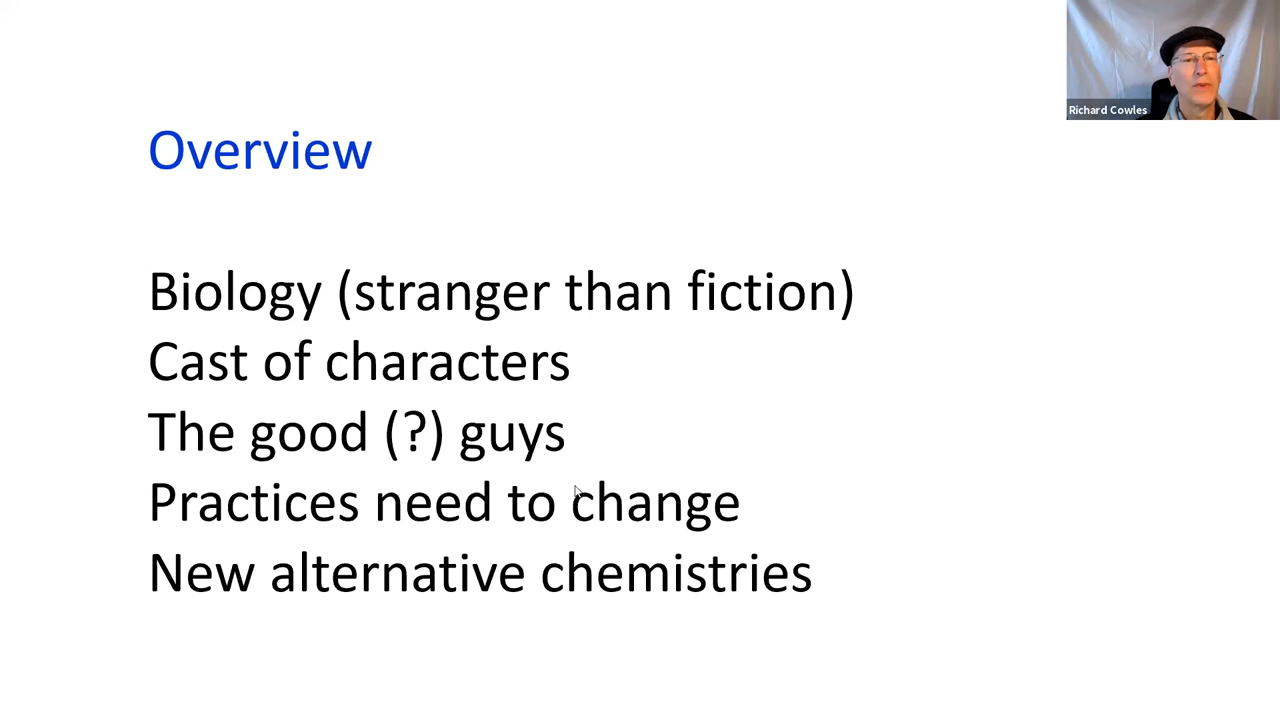 Richard Cowles
Overview
Biology (stranger than fiction)
Cast of characters
The good (?) guys
Practices need to change
New alternative chemistries